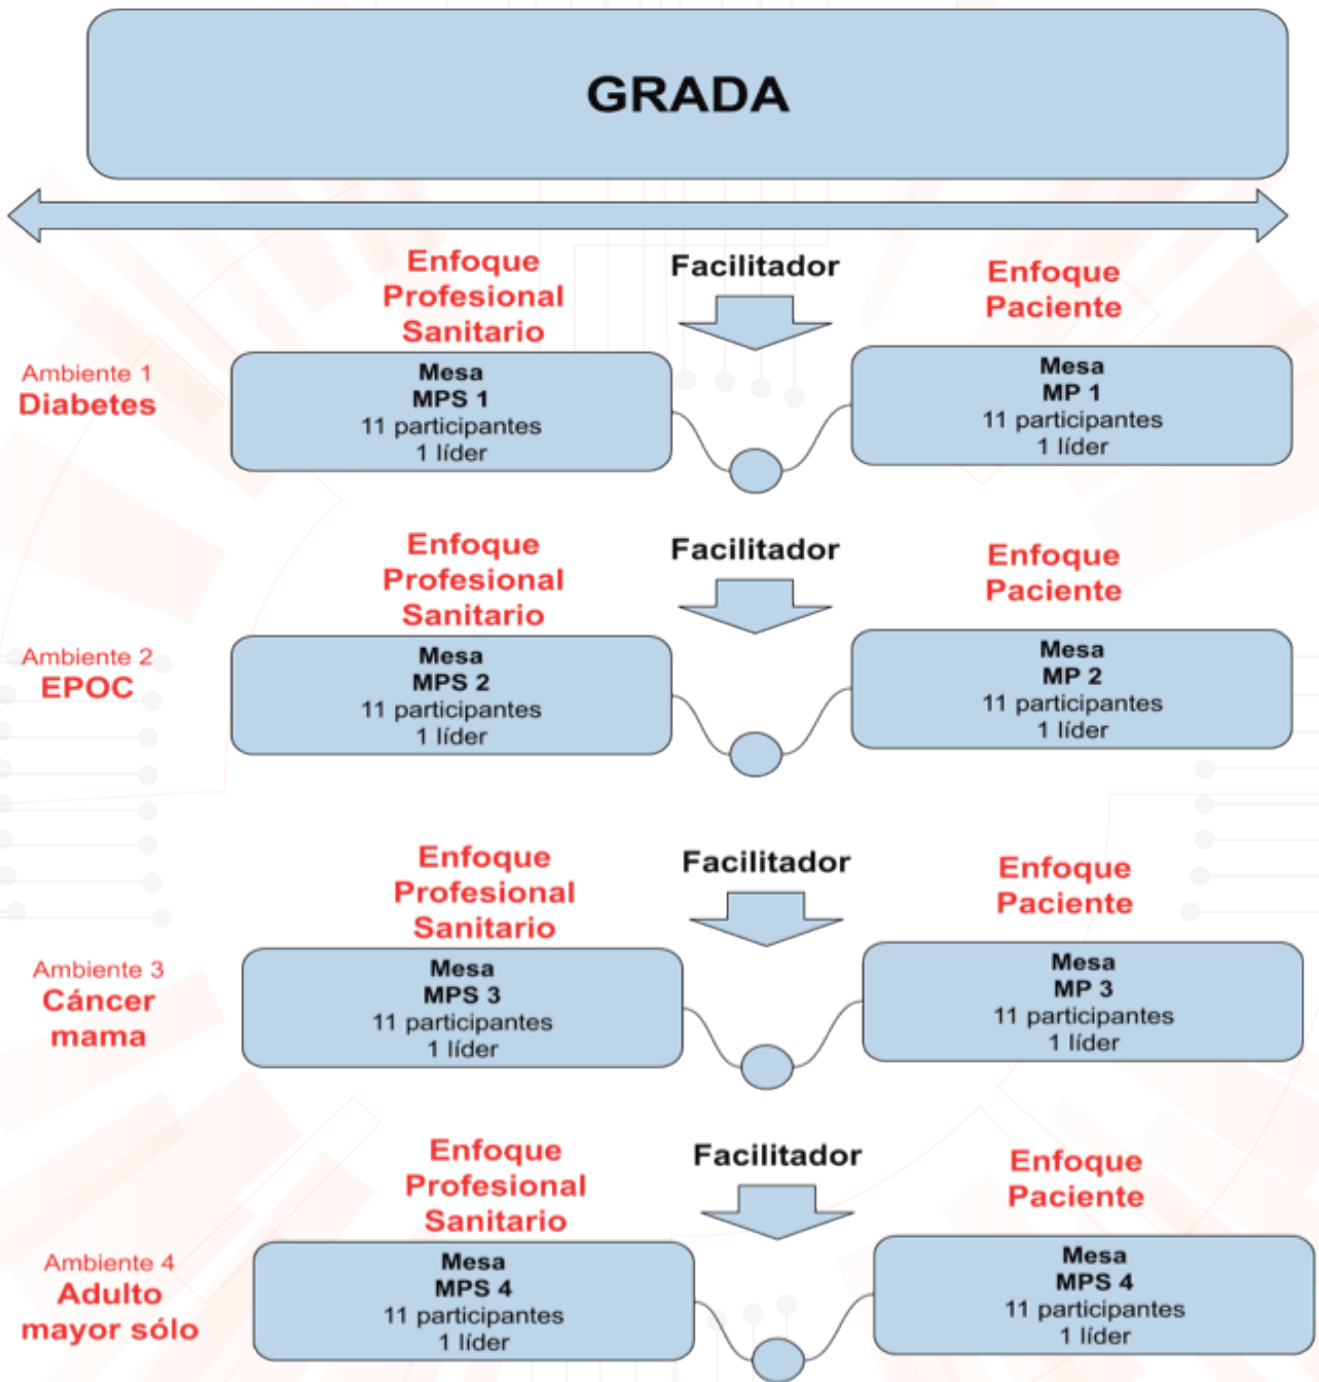 GRADA
Enfoque
Profesional
Sanitario
Facilitador
Enfoque
Paciente
Ambiente 1
Diabetes
Mesa
MPS 1
11 participantes
1 líder
Mesa
MP 1
11 participantes
1 líder
Enfoque
Profesional
Sanitario
Facilitador
Enfoque
Paciente
Ambiente 2
EPOC
Mesa
MPS 2
11 participantes
1 líder
Mesa
MP 2
11 participantes
1 líder
Enfoque
Profesional
Sanitario
Facilitador
Enfoque
Paciente
Ambiente 3
Cáncer
mama
Mesa
MPS 3
11 participantes
1 líder
Mesa
MP 3
11 participantes
1 líder
Enfoque
Profesional
Sanitario
Facilitador
Enfoque
Paciente
Ambiente 4
Adulto
mayor sólo
Mesa
MPS 4
11 participantes
1 líder
Mesa
MPS 4
11 participantes
1 líder